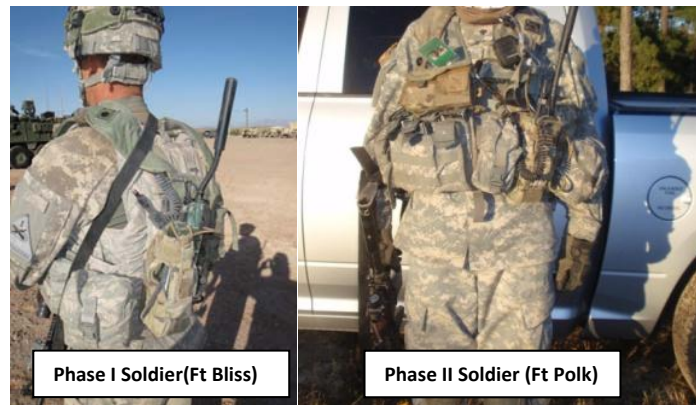 Phase I Soldier(Ft Bliss)
Phase II Soldier (Ft Polk)